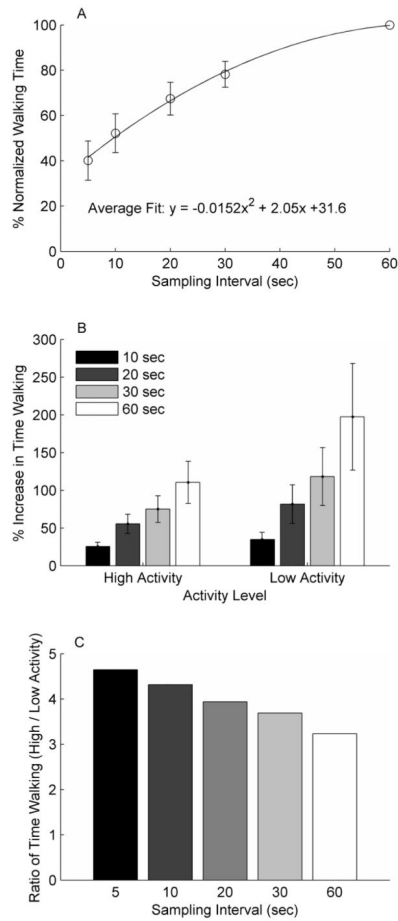 A
% Normalized Walking Time
100
80
60
40
20
0
Average Fit: y = -0.0152x² + 2.05x +31.6
0 10 20 30 40 50 60
Sampling Interval (sec)
B
% Increase in Time Walking
300
250
200
150
100
50
0
10 sec
20 sec
30 sec
60 sec
High Activity Low Activity
Activity Level
C
Ratio of Time Walking (High / Low Activity)
5
4
3
2
1
0
5 10 20 30 60
Sampling Interval (sec)